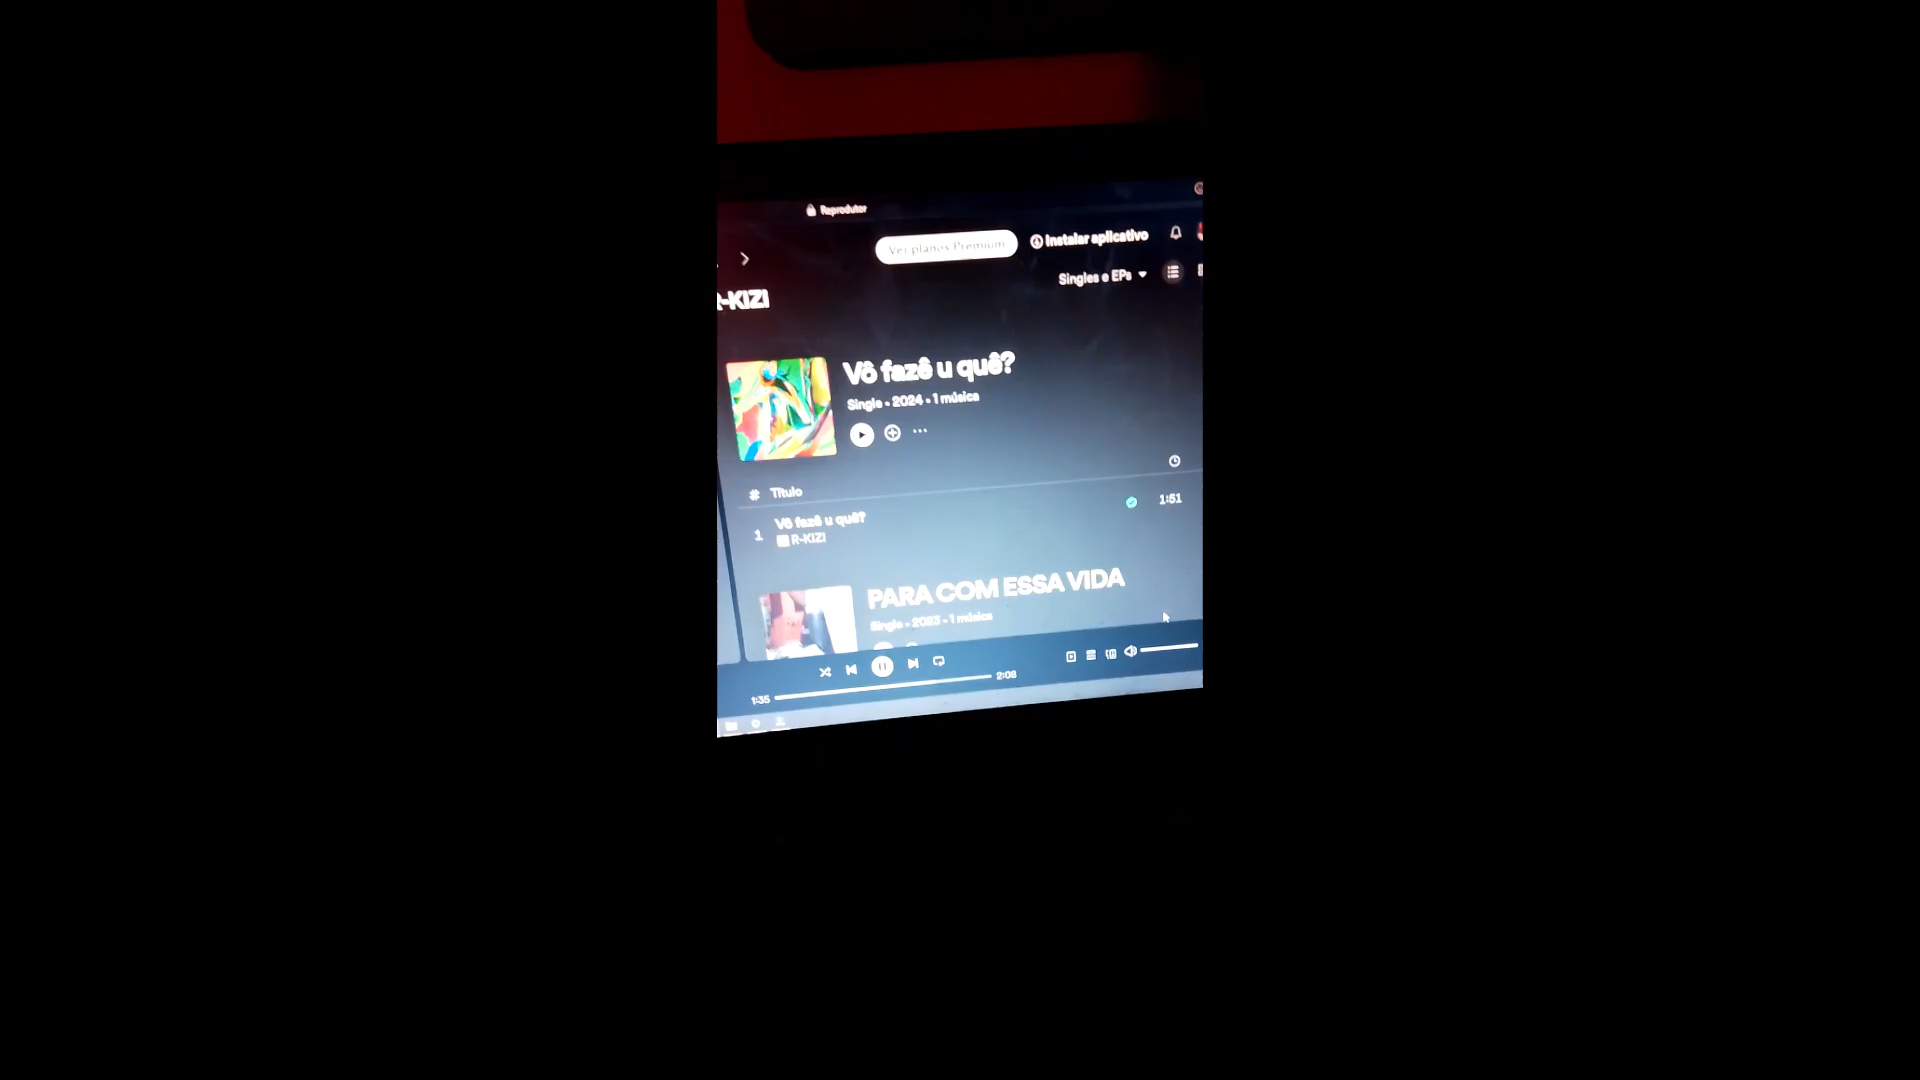 Reprodutor
Ver planos Premium
Instalar aplicativo
Singles e EPs
R-KIZI
Vô fazê u quê?
Single • 2024 • 1 música
# Título
1 Vô fazê u quê? 1:51
R-KIZI
PARA COM ESSA VIDA
Single • 2023 • 1 música
1:35 2:08